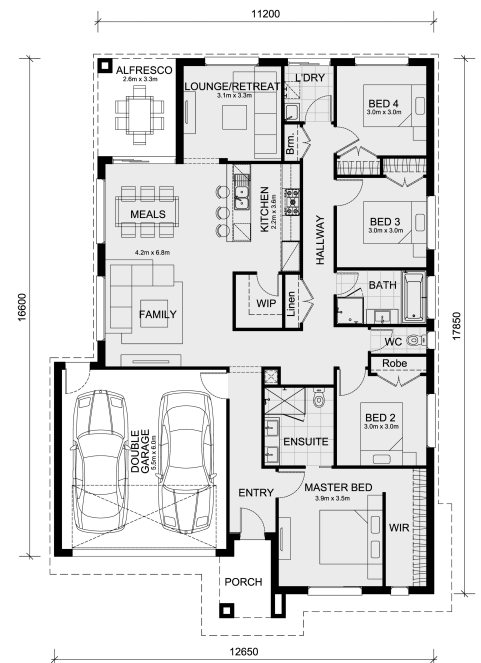 11200
ALFRESCO
2.6m x 3.3m
LOUNGE/RETREAT
3.1m x 3.3m
L'DRY
BED 4
3.0m x 3.0m
Brm.
MEALS
KITCHEN
2.2m x 3.6m
HALLWAY
BED 3
3.0m x 3.0m
4.2m x 6.8m
16600
17850
FAMILY
WIP
Linen
BATH
WC
Robe
BED 2
3.0m x 3.0m
DOUBLE
GARAGE
5.5m x 6.0m
ENSUITE
ENTRY
MASTER BED
3.9m x 3.5m
WIR
PORCH
12650